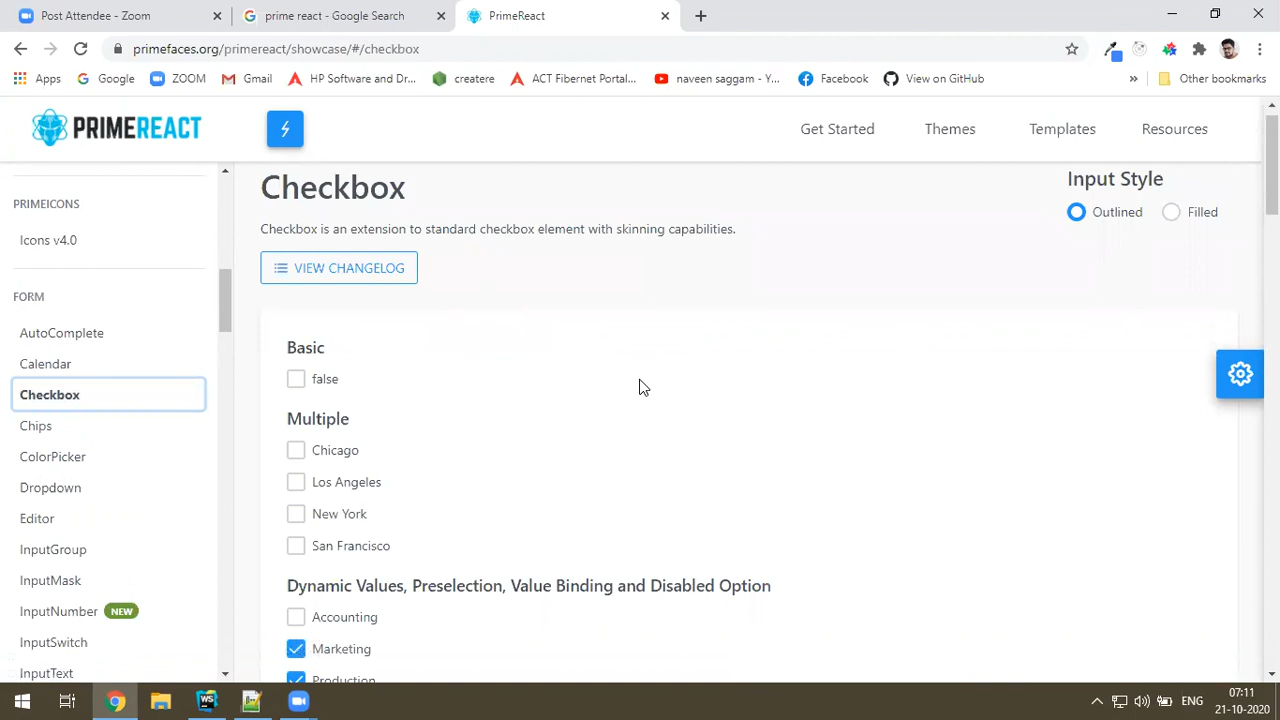 Post Attendee - Zoom
prime react - Google Search
PrimeReact
primefaces.org/primereact/showcase/#/checkbox
Apps
Google
ZOOM
Gmail
HP Software and Dr...
createre
ACT Fibernet Portal...
naveen saggam - Y...
Facebook
View on GitHub
Other bookmarks
PRIMEREACT
Get Started
Themes
Templates
Resources
PRIMEICONS
Icons v4.0
FORM
AutoComplete
Calendar
Checkbox
Chips
ColorPicker
Dropdown
Editor
InputGroup
InputMask
InputNumber NEW
InputSwitch
InputText
Checkbox
Checkbox is an extension to standard checkbox element with skinning capabilities.
VIEW CHANGELOG
Input Style
Outlined Filled
Basic
false
Multiple
Chicago
Los Angeles
New York
San Francisco
Dynamic Values, Preselection, Value Binding and Disabled Option
Accounting
Marketing
Production
ENG
07:11
21-10-2020